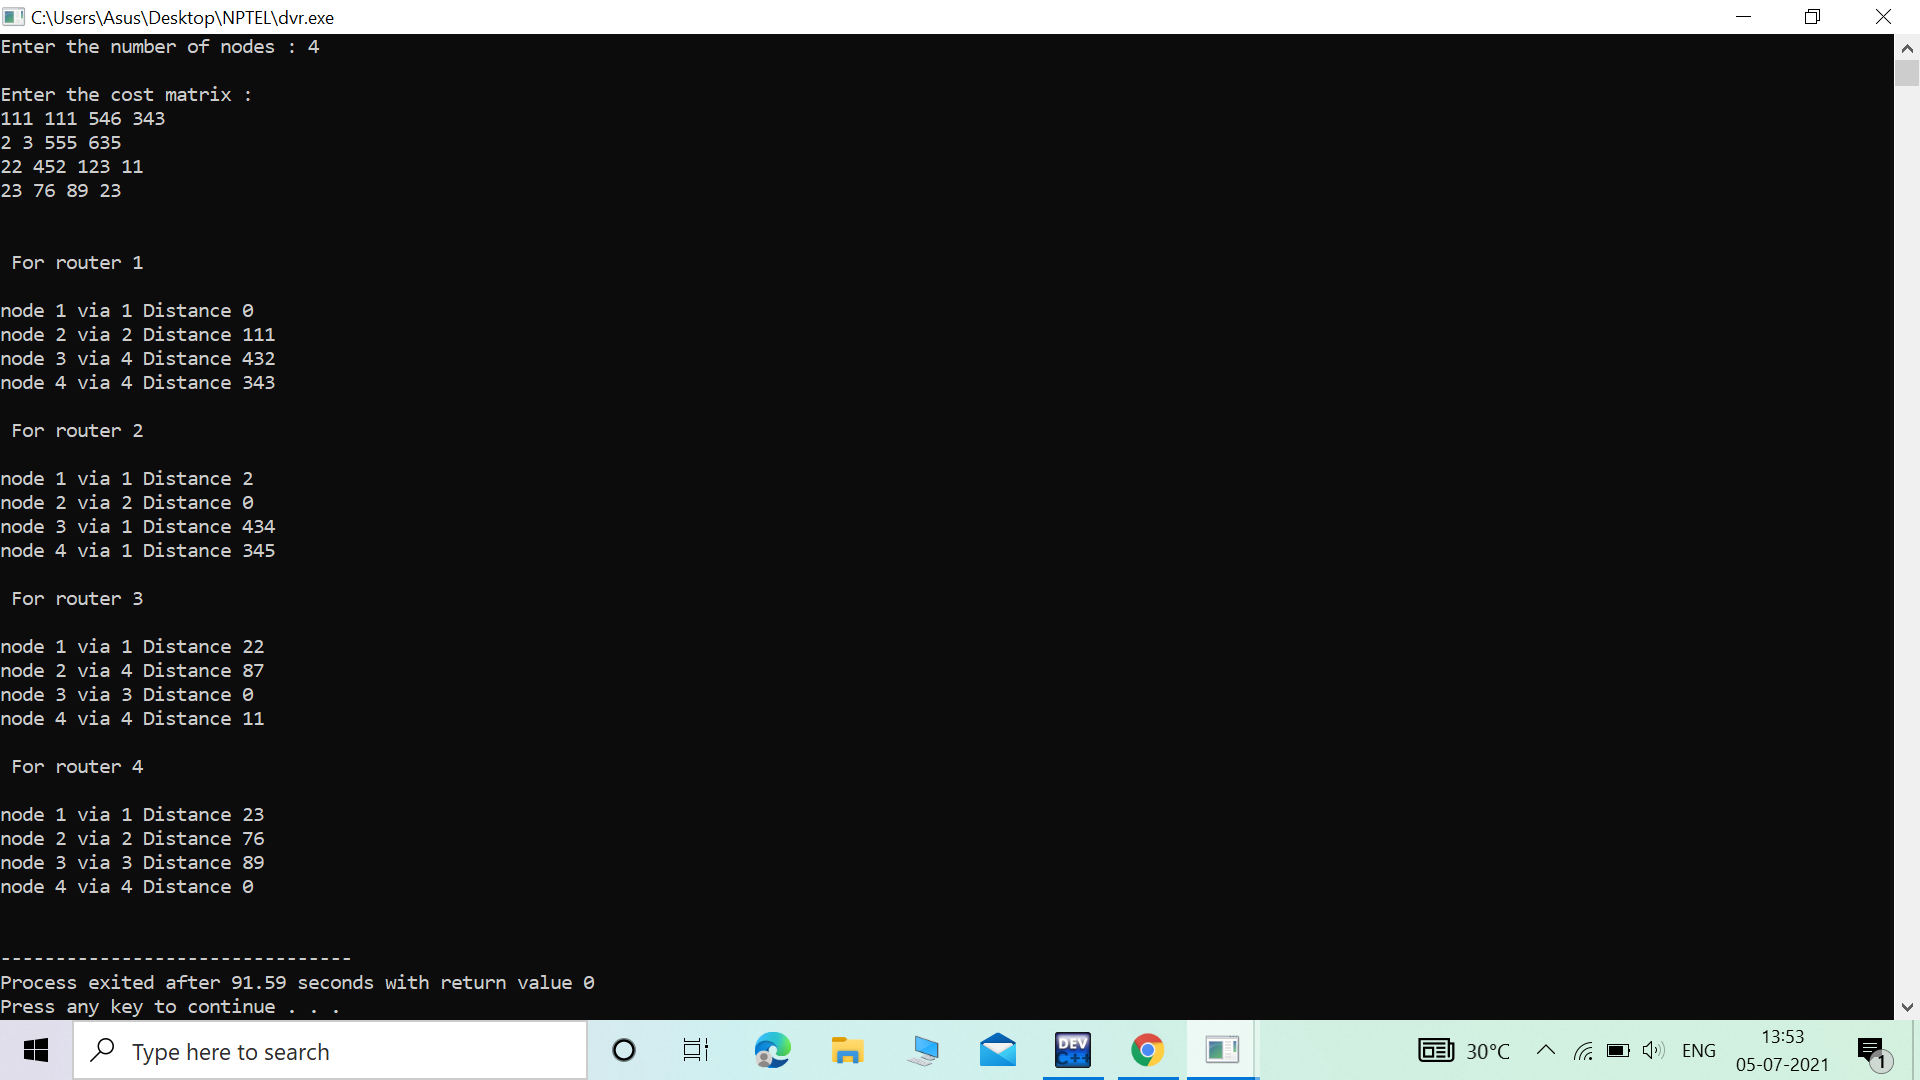 C:\Users\Asus\Desktop\NPTEL\dvr.exe
Enter the number of nodes : 4
Enter the cost matrix :
111 111 546 343
2 3 555 635
22 452 123 11
23 76 89 23
For router 1
node 1 via 1 Distance 0
node 2 via 2 Distance 111
node 3 via 4 Distance 432
node 4 via 4 Distance 343
For router 2
node 1 via 1 Distance 2
node 2 via 2 Distance 0
node 3 via 1 Distance 434
node 4 via 1 Distance 345
For router 3
node 1 via 1 Distance 22
node 2 via 4 Distance 87
node 3 via 3 Distance 0
node 4 via 4 Distance 11
For router 4
node 1 via 1 Distance 23
node 2 via 2 Distance 76
node 3 via 3 Distance 89
node 4 via 4 Distance 0
--------------------------------
Process exited after 91.59 seconds with return value 0
Press any key to continue . . .
Type here to search
DEV C++
30°C
ENG
13:53
05-07-2021
1